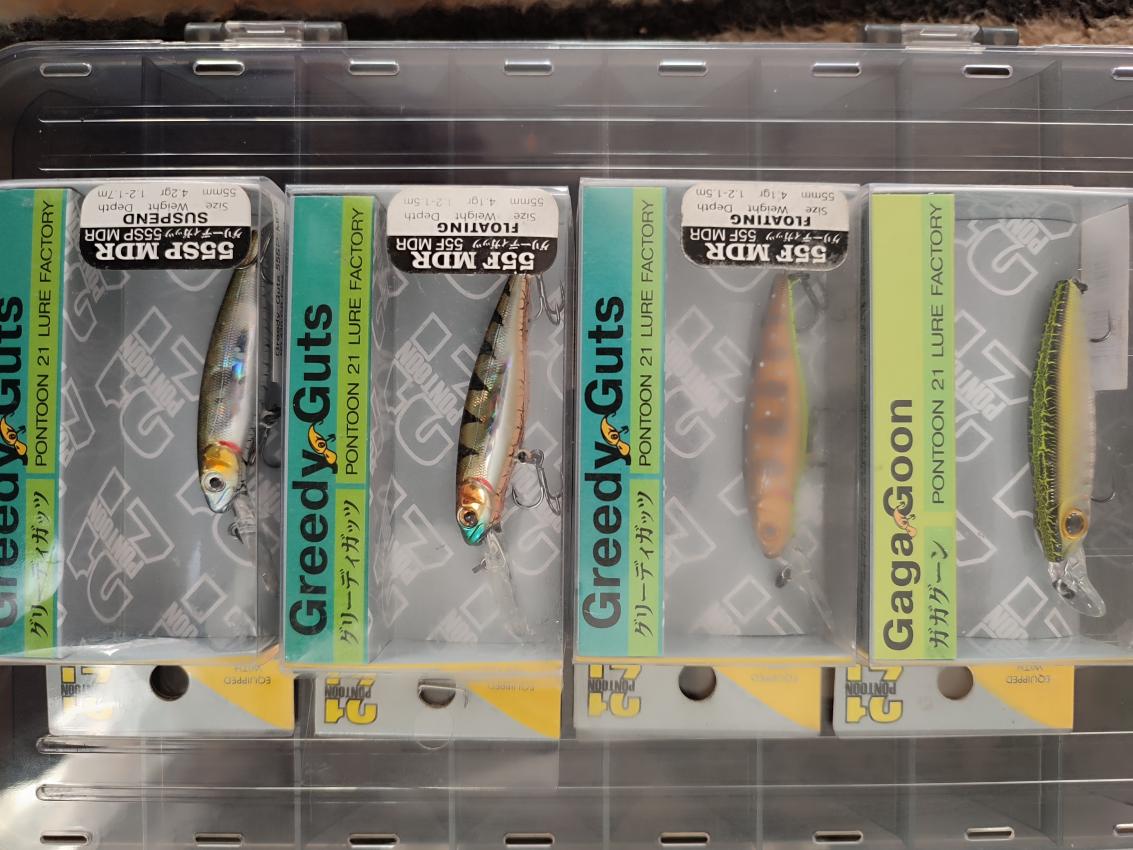 55SP MDR
グリーディガッツ 55SP MDR
SUSPEND
Size Weight Depth
55mm 4.2gr 1.2-1.7m
Greedy Guts
PONTOON 21 LURE FACTORY
グリーディガッツ
PONTOON
21
EQUIPPED
WITH
55F MDR
グリーディガッツ 55F MDR
FLOATING
Size Weight Depth
55mm 4.1gr 1.2-1.5m
Greedy Guts
PONTOON 21 LURE FACTORY
グリーディガッツ
PONTOON
21
EQUIPPED
55F MDR
グリーディガッツ 55F MDR
FLOATING
Size Weight Depth
55mm 4.1gr 1.2-1.5m
Greedy Guts
PONTOON 21 LURE FACTORY
グリーディガッツ
PONTOON
21
EQUIPPED
Gaga Goon
PONTOON 21 LURE FACTORY
ガガグーン
PONTOON
21
EQUIPPED
WITH